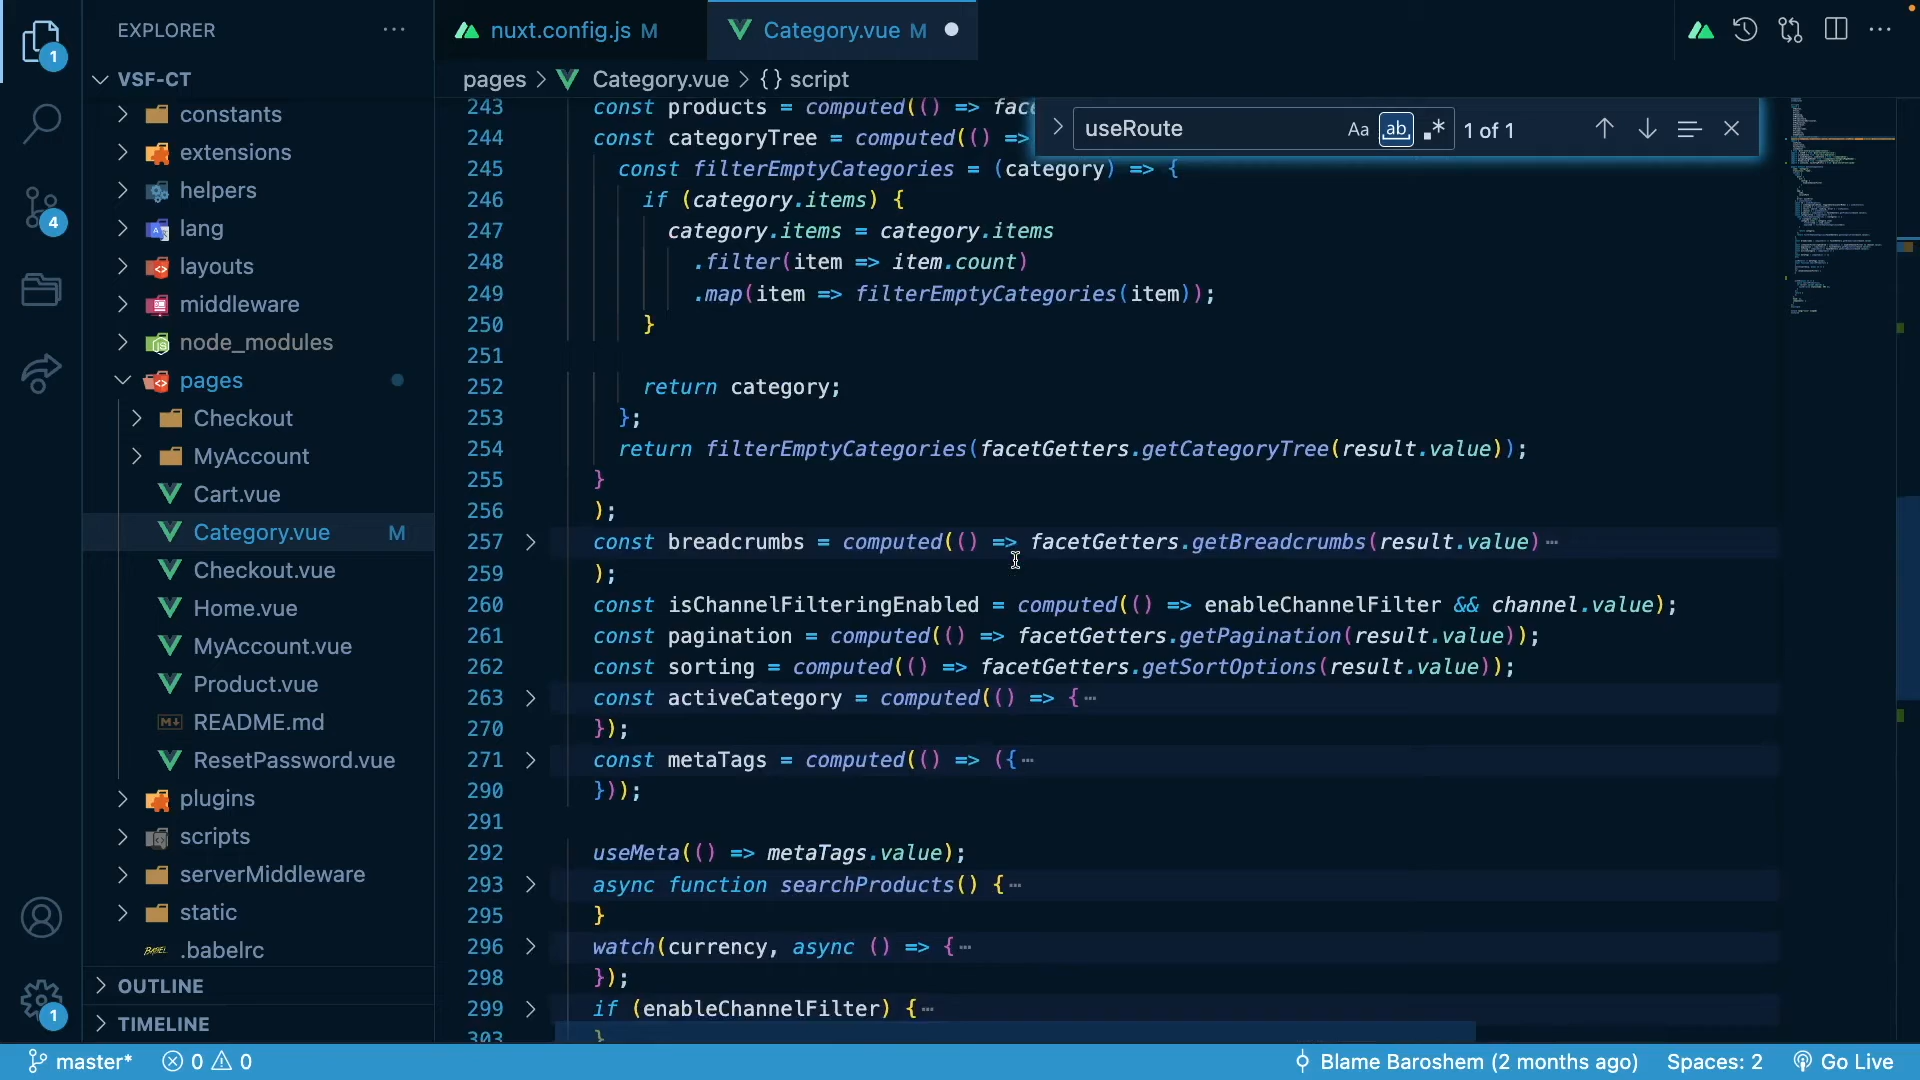 EXPLORER
VSF-CT
constants
extensions
helpers
lang
layouts
middleware
node_modules
pages
Checkout
MyAccount
Cart.vue
Category.vue M
Checkout.vue
Home.vue
MyAccount.vue
Product.vue
README.md
ResetPassword.vue
plugins
scripts
serverMiddleware
static
.babelrc
OUTLINE
TIMELINE
1
4
1
nuxt.config.js M
Category.vue M
pages > Category.vue > {} script
useRoute Aa ab .* 1 of 1
243 const products = computed(() => face
244 const categoryTree = computed(() =>
245 const filterEmptyCategories = (category) => {
246 if (category.items) {
247 category.items = category.items
248 .filter(item => item.count)
249 .map(item => filterEmptyCategories(item));
250 }
251
252 return category;
253 };
254 return filterEmptyCategories(facetGetters.getCategoryTree(result.value));
255 }
256 );
257 const breadcrumbs = computed(() => facetGetters.getBreadcrumbs(result.value) ⋯
259 );
260 const isChannelFilteringEnabled = computed(() => enableChannelFilter && channel.value);
261 const pagination = computed(() => facetGetters.getPagination(result.value));
262 const sorting = computed(() => facetGetters.getSortOptions(result.value));
263 const activeCategory = computed(() => { ⋯
270 });
271 const metaTags = computed(() => ({ ⋯
290 }));
291
292 useMeta(() => metaTags.value);
293 async function searchProducts() { ⋯
295 }
296 watch(currency, async () => { ⋯
298 });
299 if (enableChannelFilter) { ⋯
303 }
master* 0 0 Blame Baroshem (2 months ago) Spaces: 2 Go Live